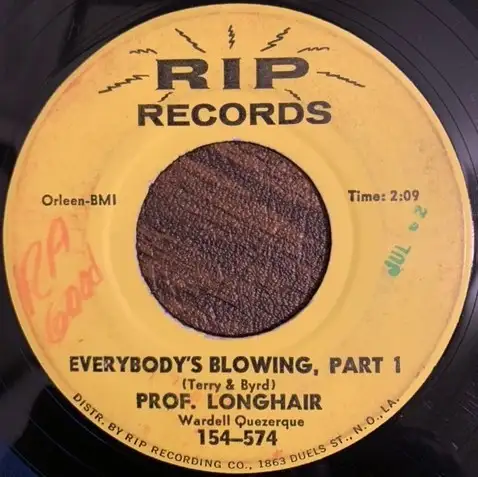 RIP
RECORDS
Orleen-BMI
Time: 2:09
JUL • 2
RA
GOOD
EVERYBODY'S BLOWING, PART 1
(Terry & Byrd)
PROF. LONGHAIR
Wardell Quezerque
154-574
DISTR. BY RIP RECORDING CO., 1863 DUELS ST., N.O., LA.